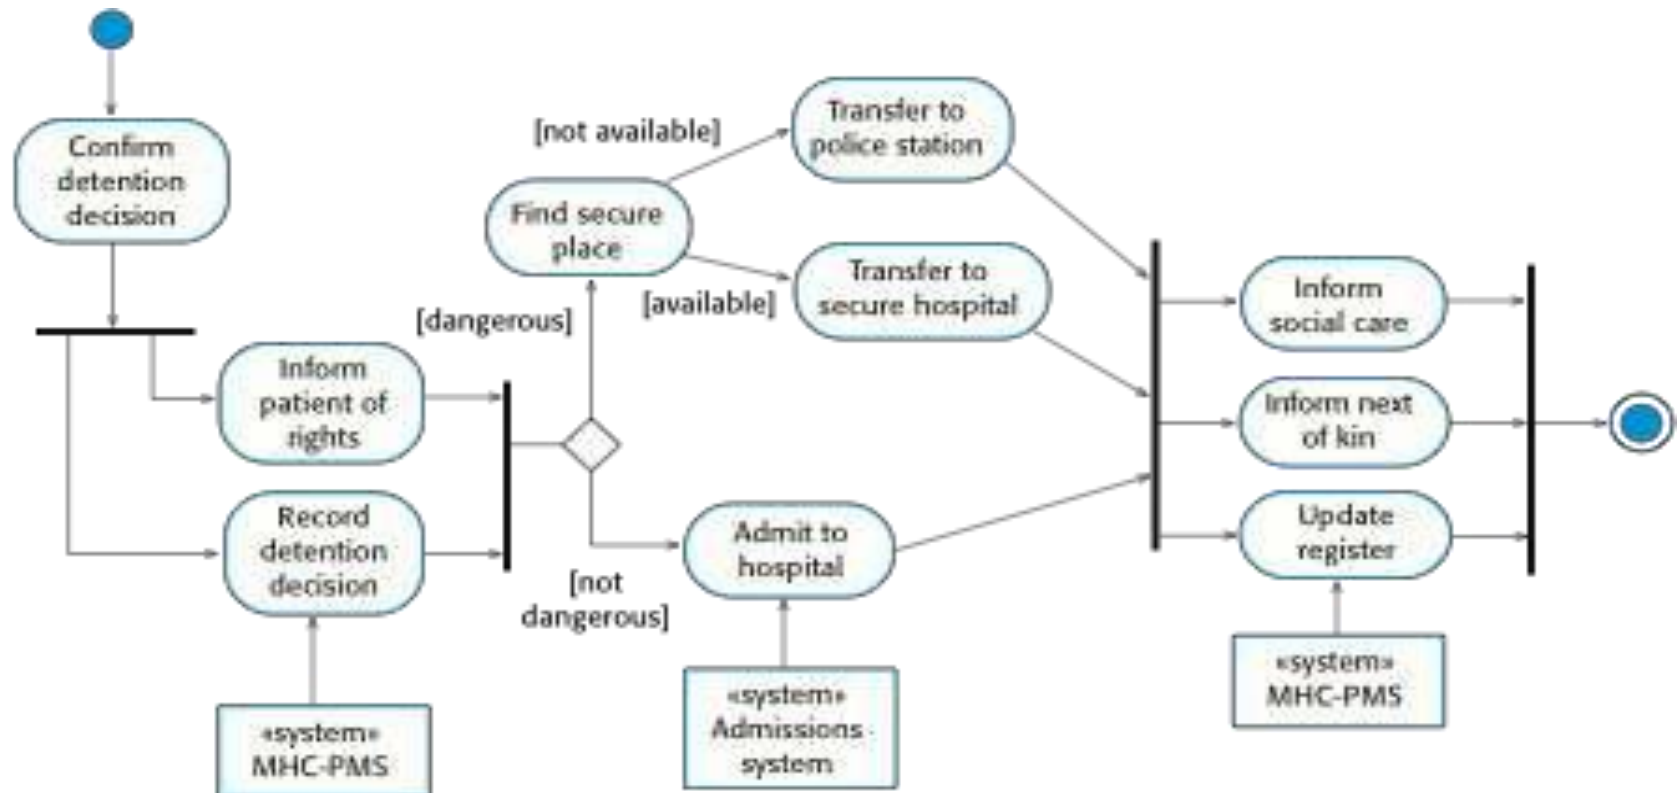 Confirm
detention
decision
Inform
patient of
rights
Record
detention
decision
«system»
MHC-PMS
[dangerous]
[not
dangerous]
Find secure
place
[not available]
[available]
Transfer to
police station
Transfer to
secure hospital
Admit to
hospital
«system»
Admissions
system
Inform
social care
Inform next
of kin
Update
register
«system»
MHC-PMS